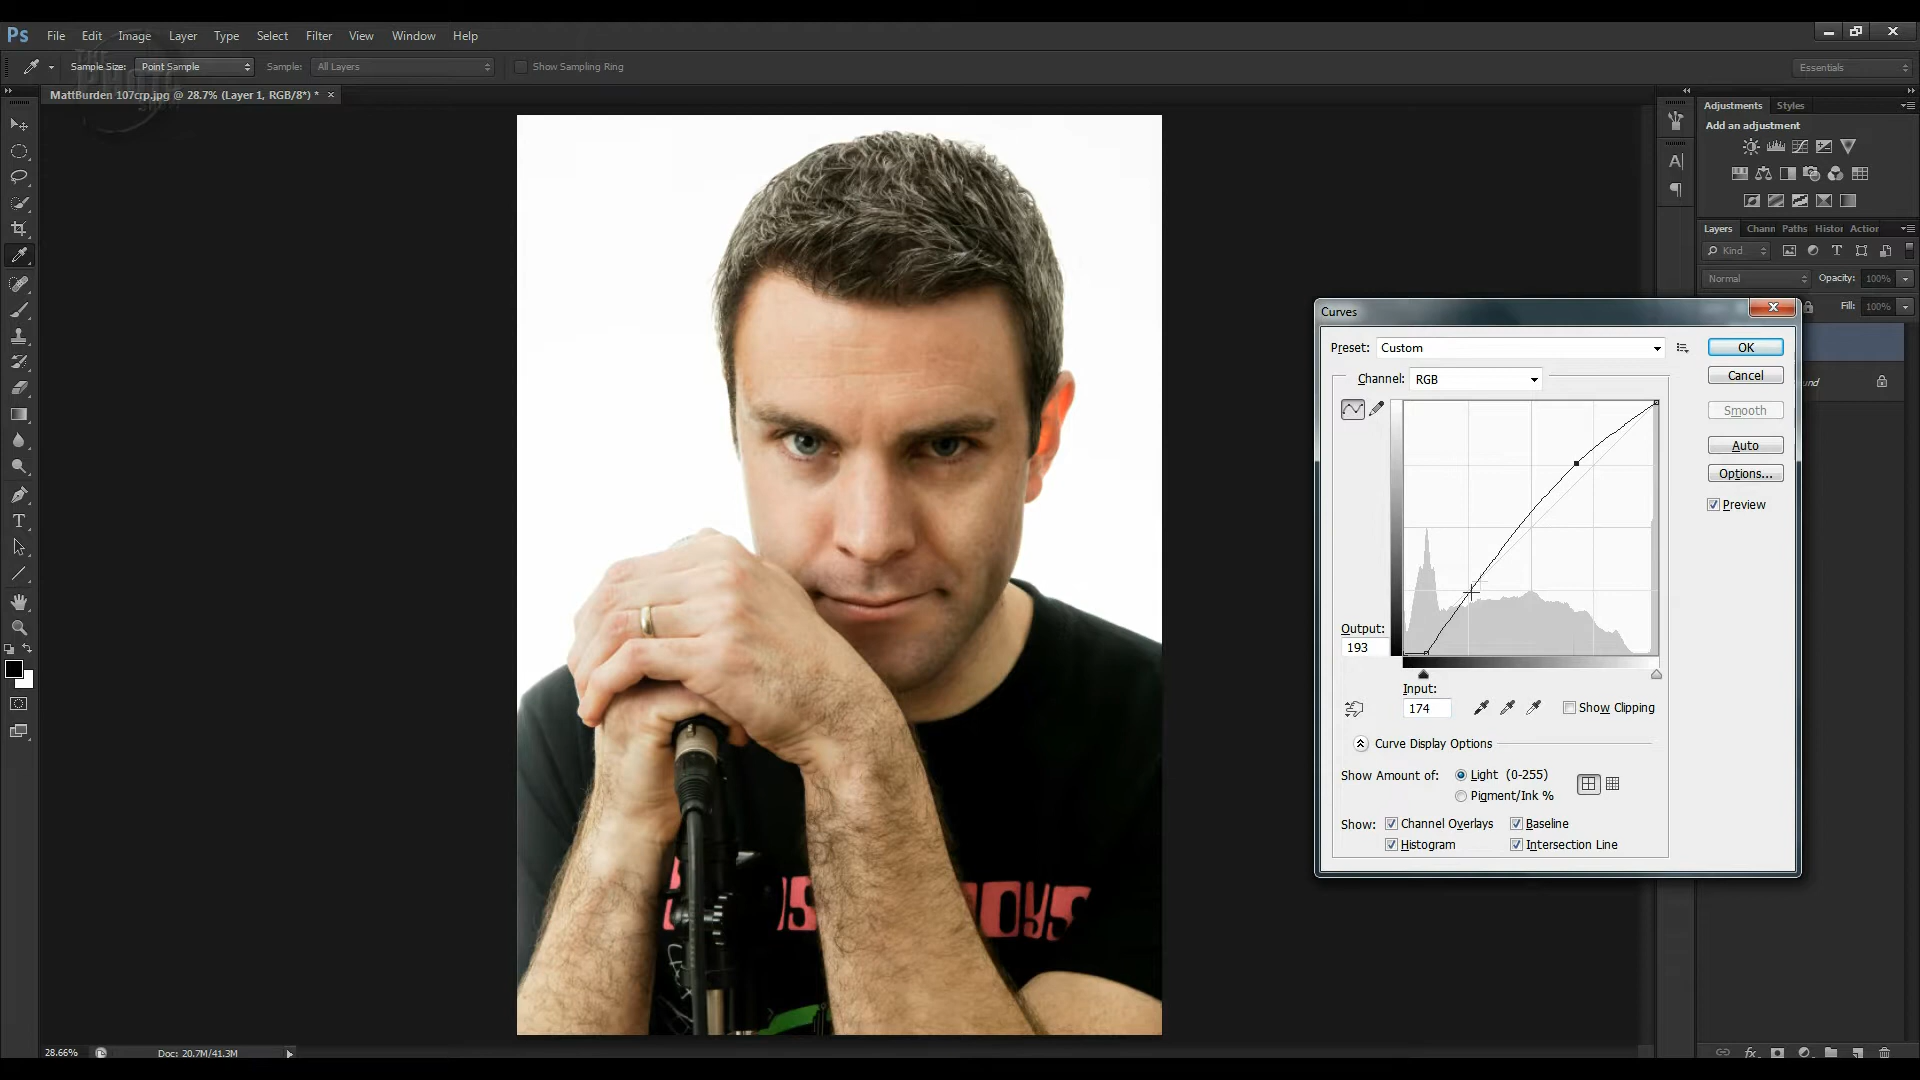 Ps File Edit Image Layer Type Select Filter View Window Help
Sample Size: Point Sample Sample: All Layers Show Sampling Ring Essentials
MattBurden 107crp.jpg @ 28.7% (Layer 1, RGB/8*) * ×
Adjustments Styles
Add an adjustment
Layers Chann Paths Histor Action
Kind
Normal Opacity: 100%
Fill: 100%
Curves
Preset: Custom OK
Channel: RGB Cancel
Smooth
Auto
Options...
Preview
Output:
193
Input:
174 Show Clipping
Curve Display Options
Show Amount of: Light (0-255)
Pigment/Ink %
Show: Channel Overlays Baseline
Histogram Intersection Line
28.66% Doc: 20.7M/41.3M